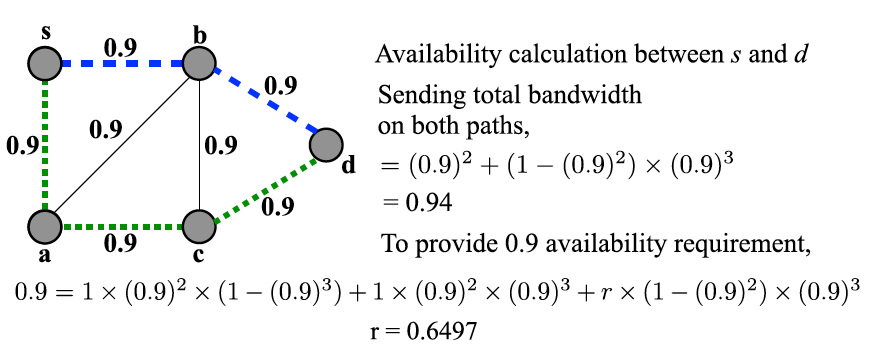 s
b
0.9
0.9
Availability calculation between s and d
Sending total bandwidth
on both paths,
0.9
0.9
0.9
d
= (0.9)² + (1 − (0.9)²) × (0.9)³
= 0.94
0.9
0.9
a
c
To provide 0.9 availability requirement,
0.9 = 1 × (0.9)² × (1 − (0.9)³) + 1 × (0.9)² × (0.9)³ + r × (1 − (0.9)²) × (0.9)³
r = 0.6497